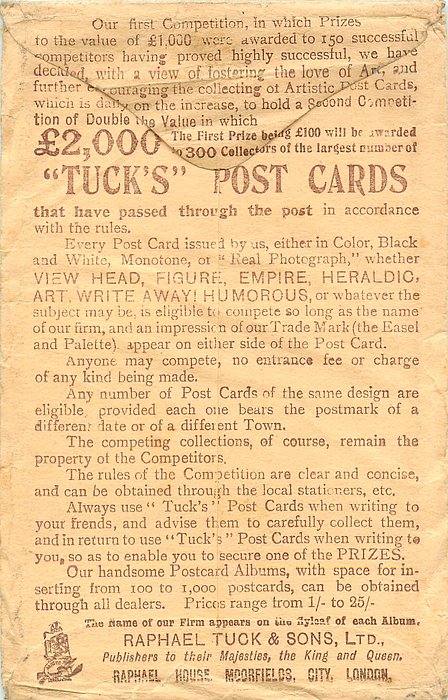 Our first Competition, in which Prizes
to the value of £1,000 were awarded to 150 successful
competitors having proved highly successful, we have
decided, with a view of fostering the love of Art, and
further encouraging the collecting of Artistic Post Cards,
which is daily on the increase, to hold a Second Competi-
tion of Double the Value in which
£2,000 The First Prize being £100 will be awarded
to 300 Collectors of the largest number of
"TUCK'S" POST CARDS
that have passed through the post in accordance
with the rules.
Every Post Card issued by us, either in Color, Black
and White, Monotone, or "Real Photograph," whether
VIEW HEAD, FIGURE, EMPIRE, HERALDIC,
ART, WRITE AWAY! HUMOROUS, or whatever the
subject may be, is eligible to compete so long as the name
of our firm, and an impression of our Trade Mark (the Easel
and Palette) appear on either side of the Post Card.
Anyone may compete, no entrance fee or charge
of any kind being made.
Any number of Post Cards of the same design are
eligible, provided each one bears the postmark of a
different date or of a different Town.
The competing collections, of course, remain the
property of the Competitors.
The rules of the Competition are clear and concise,
and can be obtained through the local stationers, etc.
Always use "Tuck's" Post Cards when writing to
your frends, and advise them to carefully collect them,
and in return to use "Tuck's" Post Cards when writing to
you, so as to enable you to secure one of the PRIZES.
Our handsome Postcard Albums, with space for in-
serting from 100 to 1,000 postcards, can be obtained
through all dealers. Prices range from 1/- to 25/-
The Name of our Firm appears on the flyleaf of each Album.
RAPHAEL TUCK & SONS, LTD.,
Publishers to their Majesties, the King and Queen,
RAPHAEL HOUSE, MOORFIELDS, CITY, LONDON.